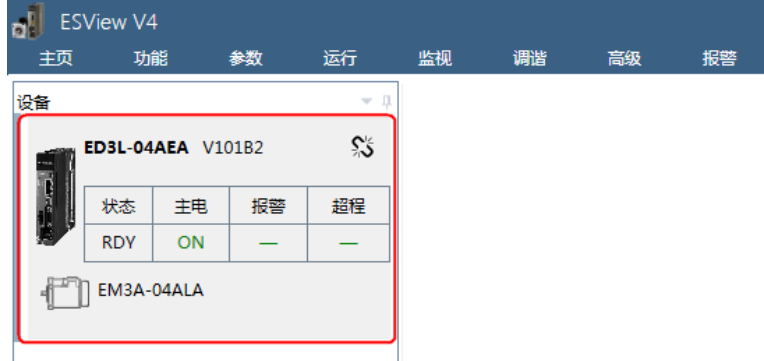 ESView V4
主页 功能 参数 运行 监视 调谐 高级 报警
设备
ED3L-04AEA V101B2
状态 主电 报警 超程
RDY ON — —
EM3A-04ALA